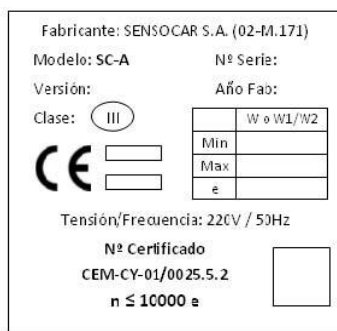 Fabricante: SENSOCAR S.A. (02-M.171)
Modelo: SC-A Nº Serie:
Versión: Año Fab:
Clase: III
W o W1/W2
Min
Max
e
CE
Tensión/Frecuencia: 220V / 50Hz
Nº Certificado
CEM-CY-01/0025.5.2
n ≤ 10000 e